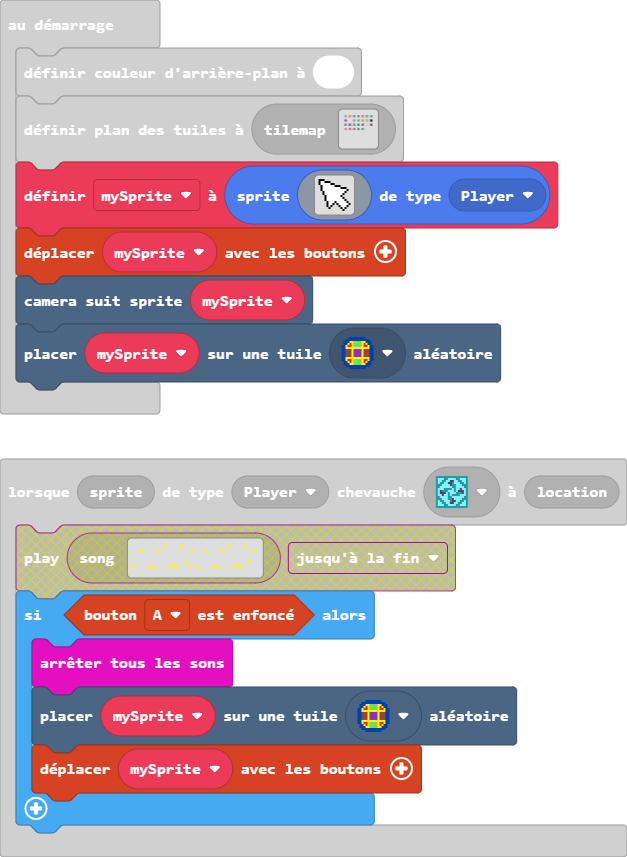 au démarrage
définir couleur d'arrière-plan à
définir plan des tuiles à tilemap
définir mySprite à sprite de type Player
déplacer mySprite avec les boutons
camera suit sprite mySprite
placer mySprite sur une tuile aléatoire
lorsque sprite de type Player chevauche à location
play song jusqu'à la fin
si bouton A est enfoncé alors
arrêter tous les sons
placer mySprite sur une tuile aléatoire
déplacer mySprite avec les boutons